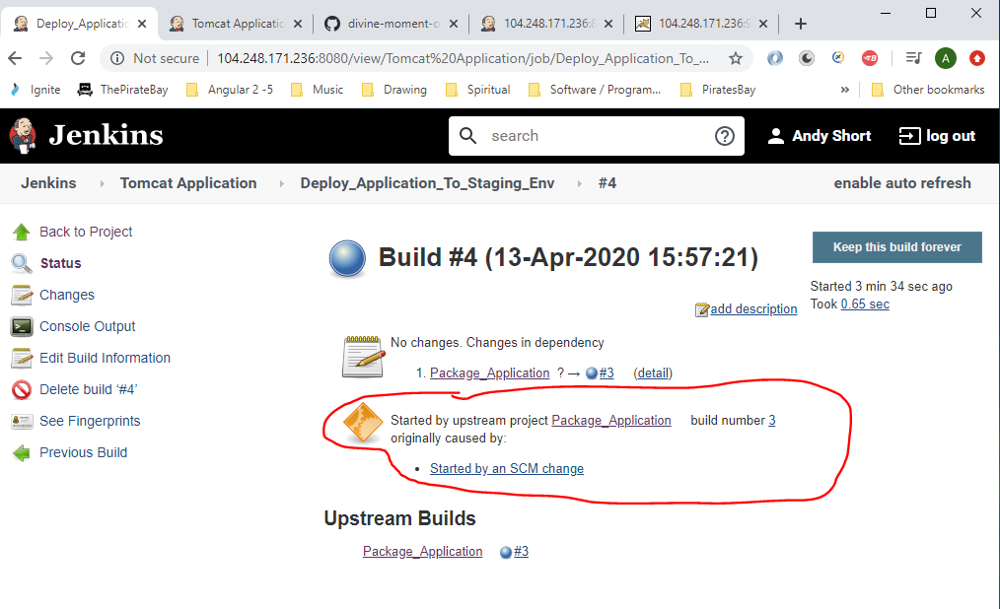 Deploy_Applicatic
Tomcat Applicatio
divine-moment-o
104.248.171.236:8
104.248.171.236:9
Not secure | 104.248.171.236:8080/view/Tomcat%20Application/job/Deploy_Application_To_...
A
Ignite ThePirateBay Angular 2 -5 Music Drawing Spiritual Software / Program... PiratesBay » Other bookmarks
Jenkins search Andy Short log out
Jenkins Tomcat Application Deploy_Application_To_Staging_Env #4 enable auto refresh
Back to Project
Status
Changes
Console Output
Edit Build Information
Delete build ‘#4’
See Fingerprints
Previous Build
Build #4 (13-Apr-2020 15:57:21)
Keep this build forever
Started 3 min 34 sec ago
Took 0.65 sec
add description
No changes. Changes in dependency
1. Package_Application ? → #3 (detail)
Started by upstream project Package_Application build number 3
originally caused by:
• Started by an SCM change
Upstream Builds
Package_Application #3